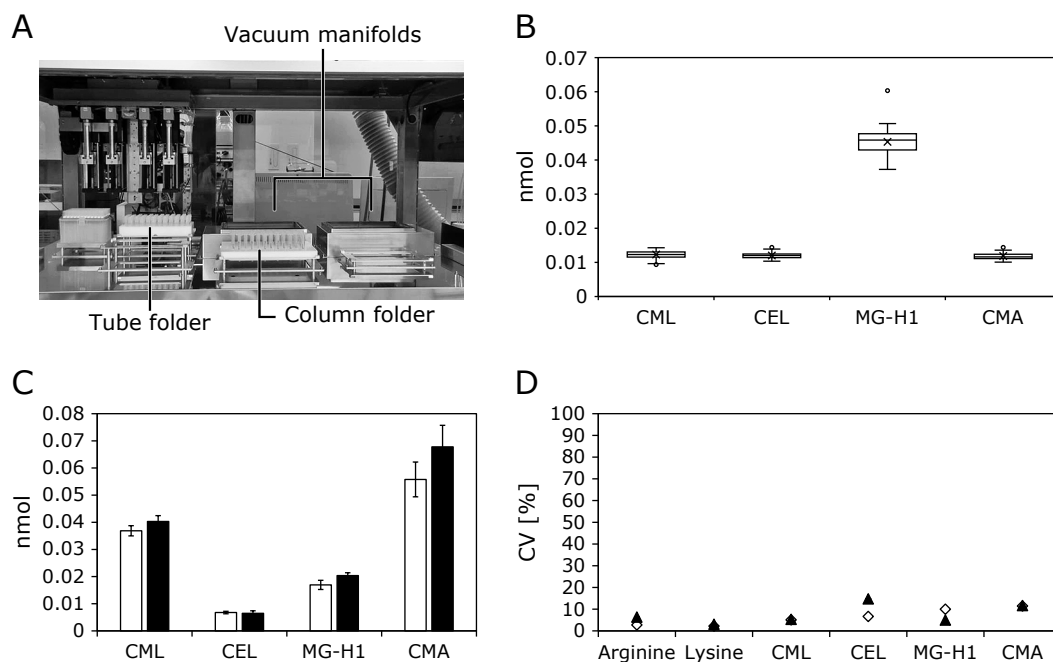 A
Vacuum manifolds
Tube folder
Column folder
B
0.07
0.06
0.05
0.04
0.03
0.02
0.01
0
nmol
CML CEL MG-H1 CMA
C
0.08
0.07
0.06
0.05
0.04
0.03
0.02
0.01
0
nmol
CML CEL MG-H1 CMA
D
100
90
80
70
60
50
40
30
20
10
0
CV [%]
Arginine Lysine CML CEL MG-H1 CMA